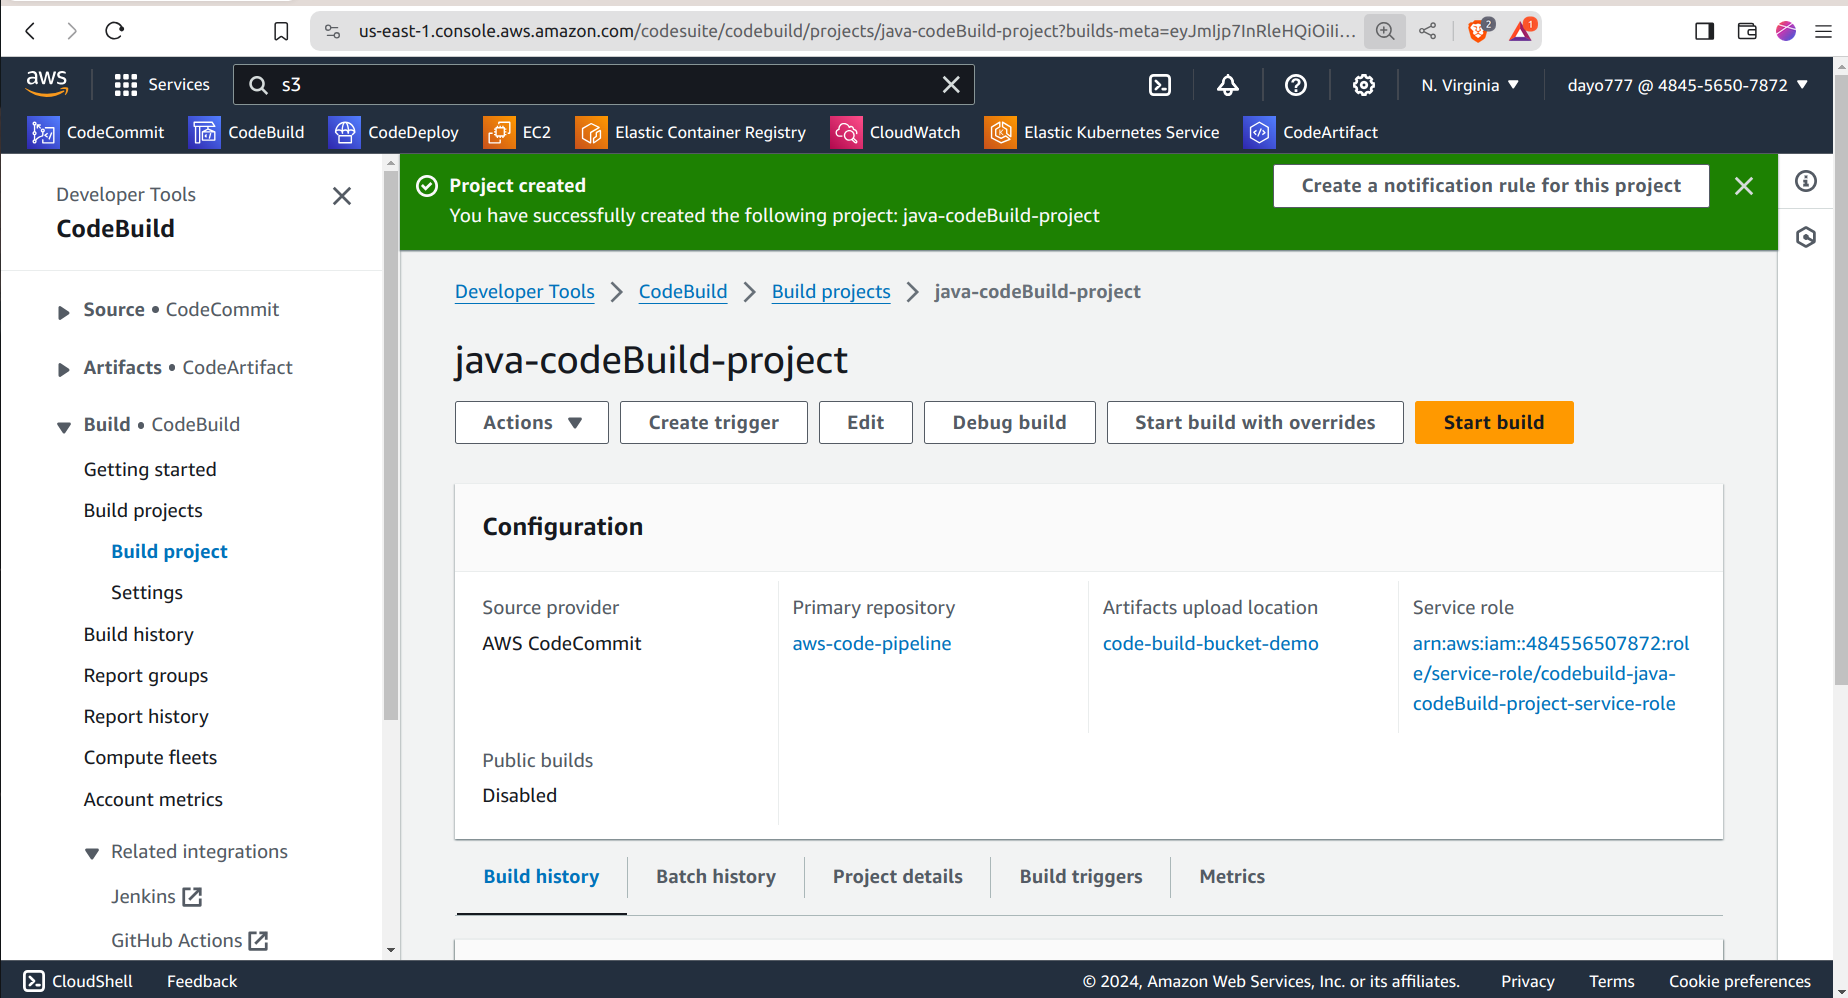 us-east-1.console.aws.amazon.com/codesuite/codebuild/projects/java-codeBuild-project?builds-meta=eyJmIjp7InRleHQiOiIi...
2
1
aws
Services
s3
N. Virginia
dayo777 @ 4845-5650-7872
CodeCommit
CodeBuild
CodeDeploy
EC2
Elastic Container Registry
CloudWatch
Elastic Kubernetes Service
CodeArtifact
Developer Tools
CodeBuild
Source • CodeCommit
Artifacts • CodeArtifact
Build • CodeBuild
Getting started
Build projects
Build project
Settings
Build history
Report groups
Report history
Compute fleets
Account metrics
Related integrations
Jenkins
GitHub Actions
Project created
You have successfully created the following project: java-codeBuild-project
Create a notification rule for this project
Developer Tools
CodeBuild
Build projects
java-codeBuild-project
java-codeBuild-project
Actions
Create trigger
Edit
Debug build
Start build with overrides
Start build
Configuration
Source provider
AWS CodeCommit
Primary repository
aws-code-pipeline
Artifacts upload location
code-build-bucket-demo
Service role
arn:aws:iam::484556507872:rol
e/service-role/codebuild-java-
codeBuild-project-service-role
Public builds
Disabled
Build history
Batch history
Project details
Build triggers
Metrics
CloudShell
Feedback
© 2024, Amazon Web Services, Inc. or its affiliates.
Privacy
Terms
Cookie preferences